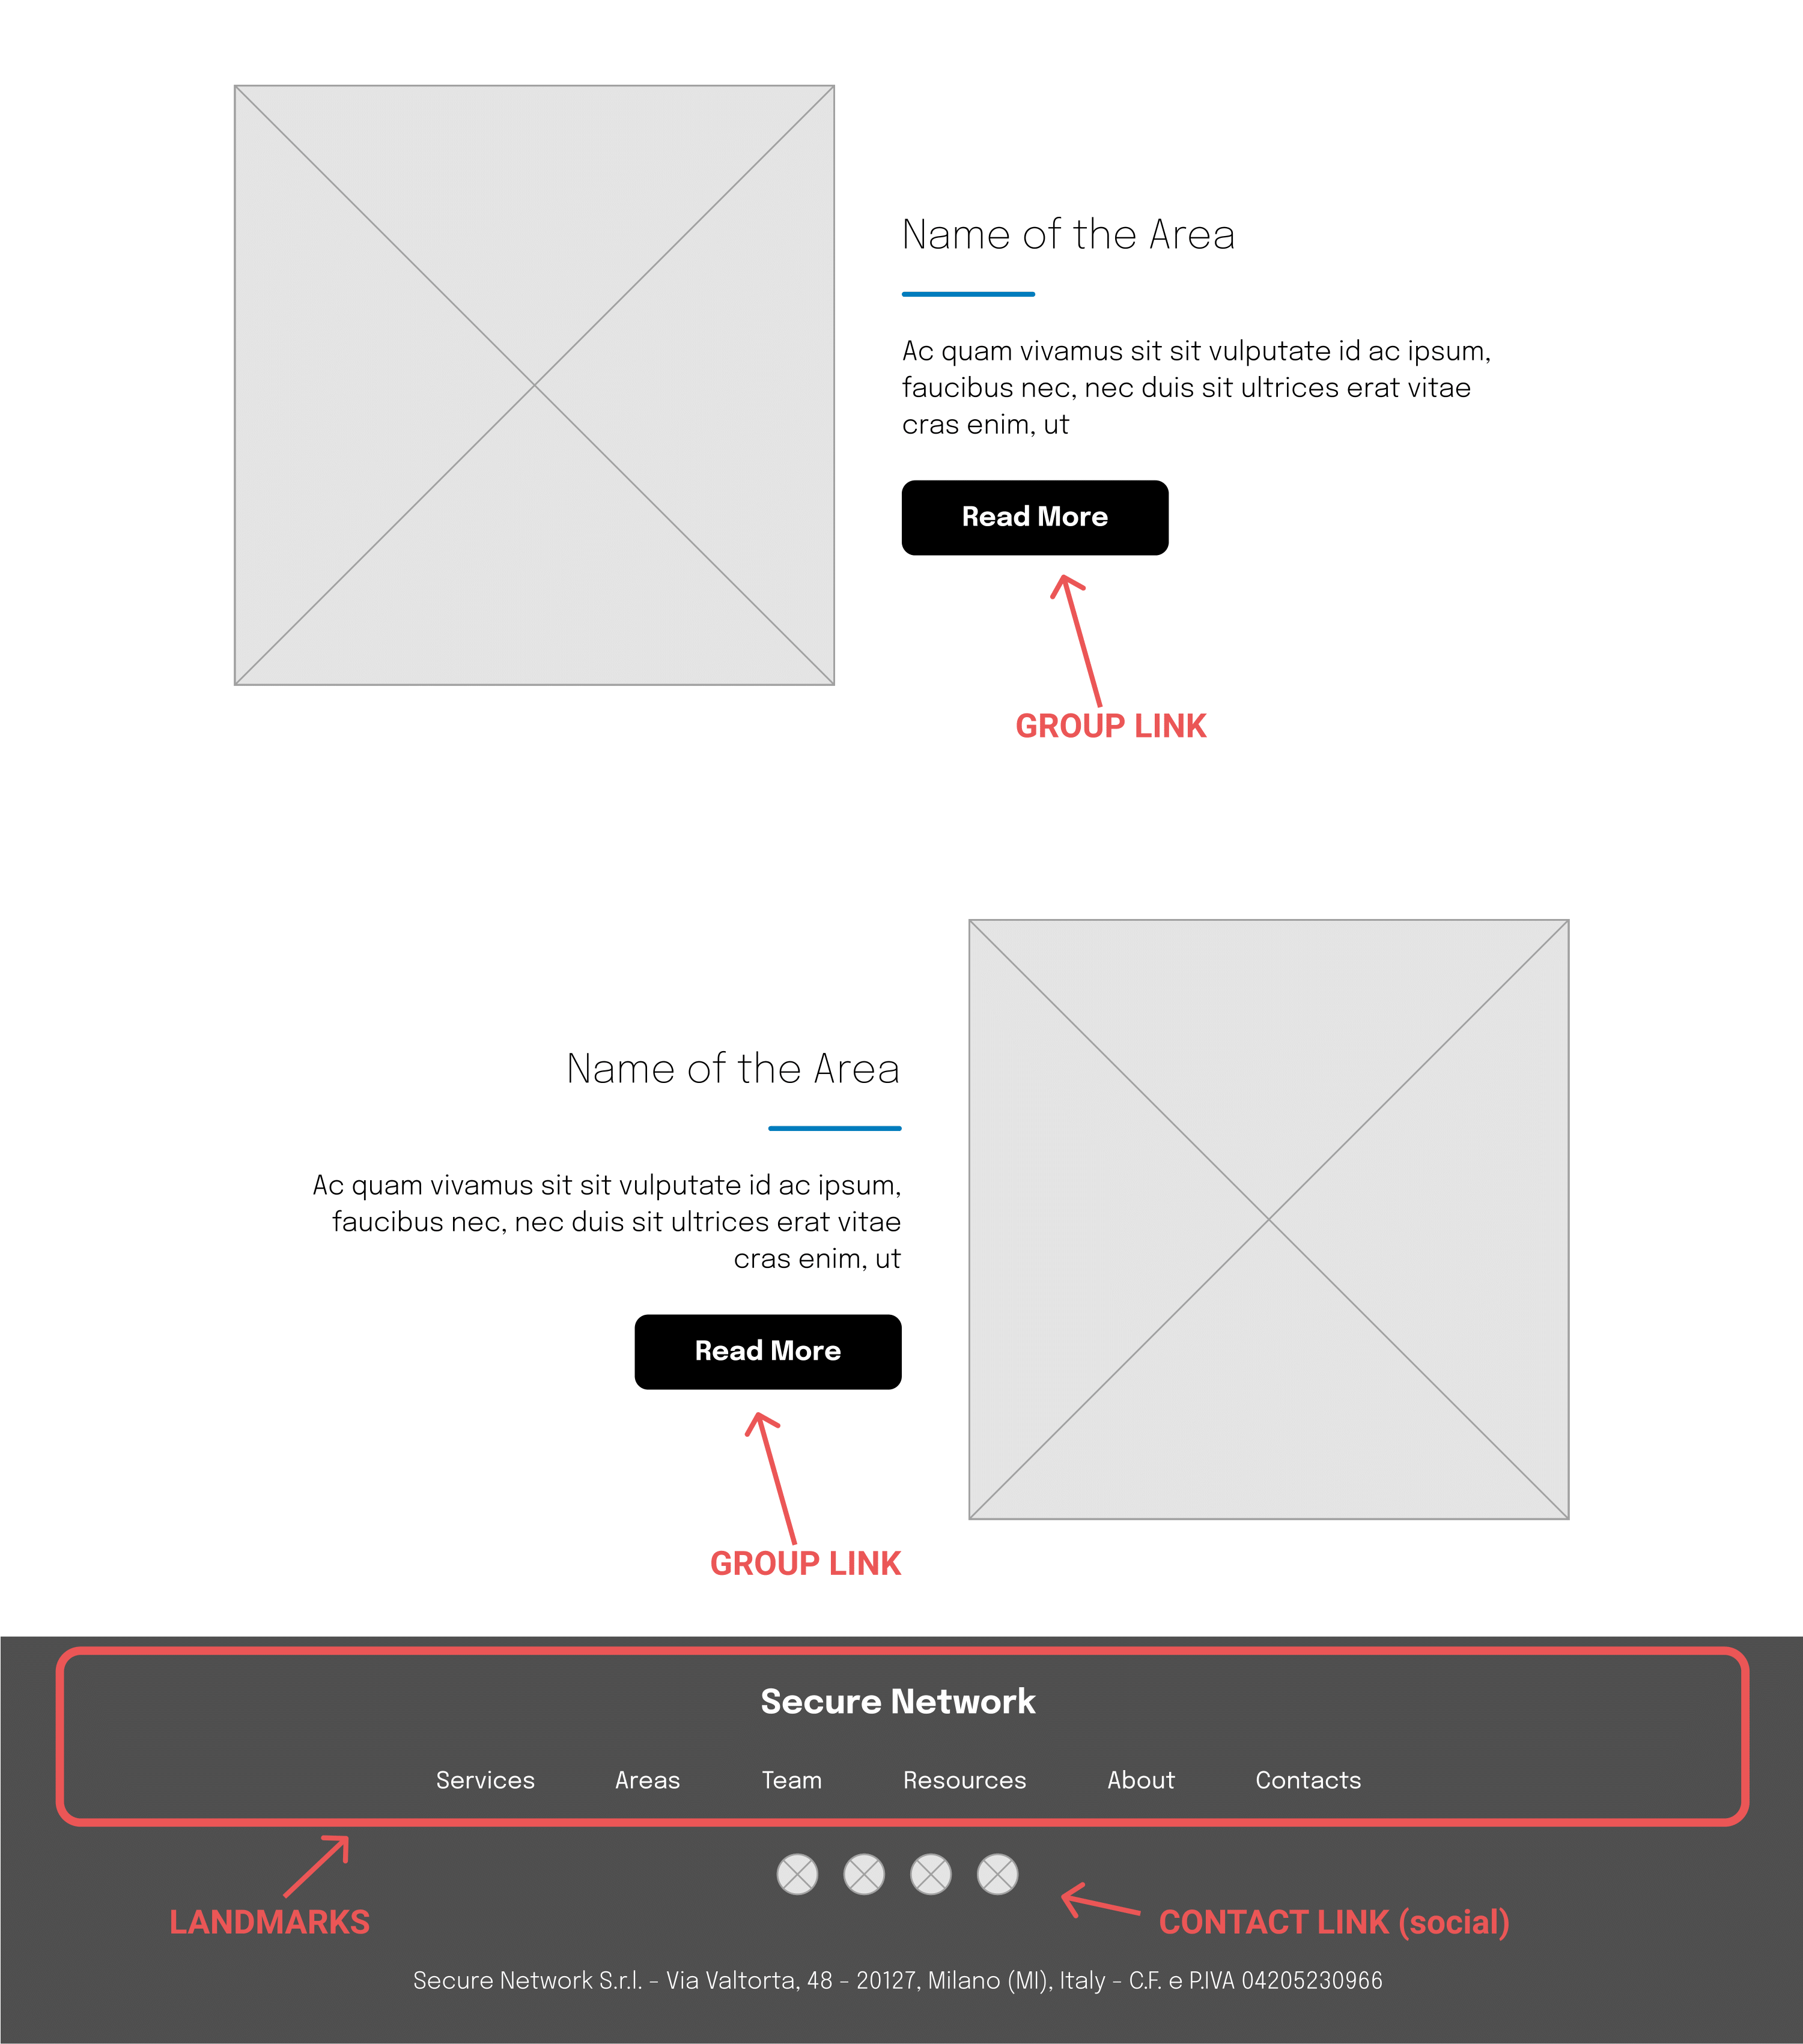 Name of the Area
Ac quam vivamus sit sit vulputate id ac ipsum,
faucibus nec, nec duis sit ultrices erat vitae
cras enim, ut
Read More
GROUP LINK
Name of the Area
Ac quam vivamus sit sit vulputate id ac ipsum,
faucibus nec, nec duis sit ultrices erat vitae
cras enim, ut
Read More
GROUP LINK
Secure Network
Services Areas Team Resources About Contacts
LANDMARKS
CONTACT LINK (social)
Secure Network S.r.l. – Via Valtorta, 48 – 20127, Milano (MI), Italy – C.F. e P.IVA 04205230966